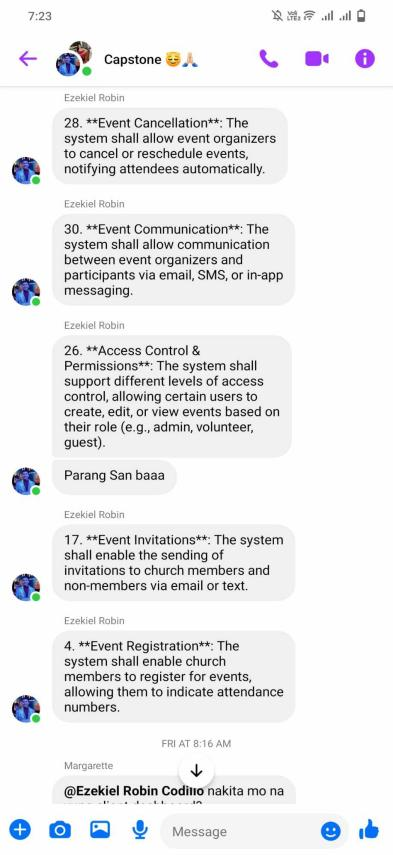 7:23
Vo
LTE2
Capstone
Ezekiel Robin
28. **Event Cancellation**: The
system shall allow event organizers
to cancel or reschedule events,
notifying attendees automatically.
Ezekiel Robin
30. **Event Communication**: The
system shall allow communication
between event organizers and
participants via email, SMS, or in-app
messaging.
Ezekiel Robin
26. **Access Control &
Permissions**: The system shall
support different levels of access
control, allowing certain users to
create, edit, or view events based on
their role (e.g., admin, volunteer,
guest).
Parang San baaa
Ezekiel Robin
17. **Event Invitations**: The system
shall enable the sending of
invitations to church members and
non-members via email or text.
Ezekiel Robin
4. **Event Registration**: The
system shall enable church
members to register for events,
allowing them to indicate attendance
numbers.
FRI AT 8:16 AM
Margarette
@Ezekiel Robin Codillo nakita mo na
Message